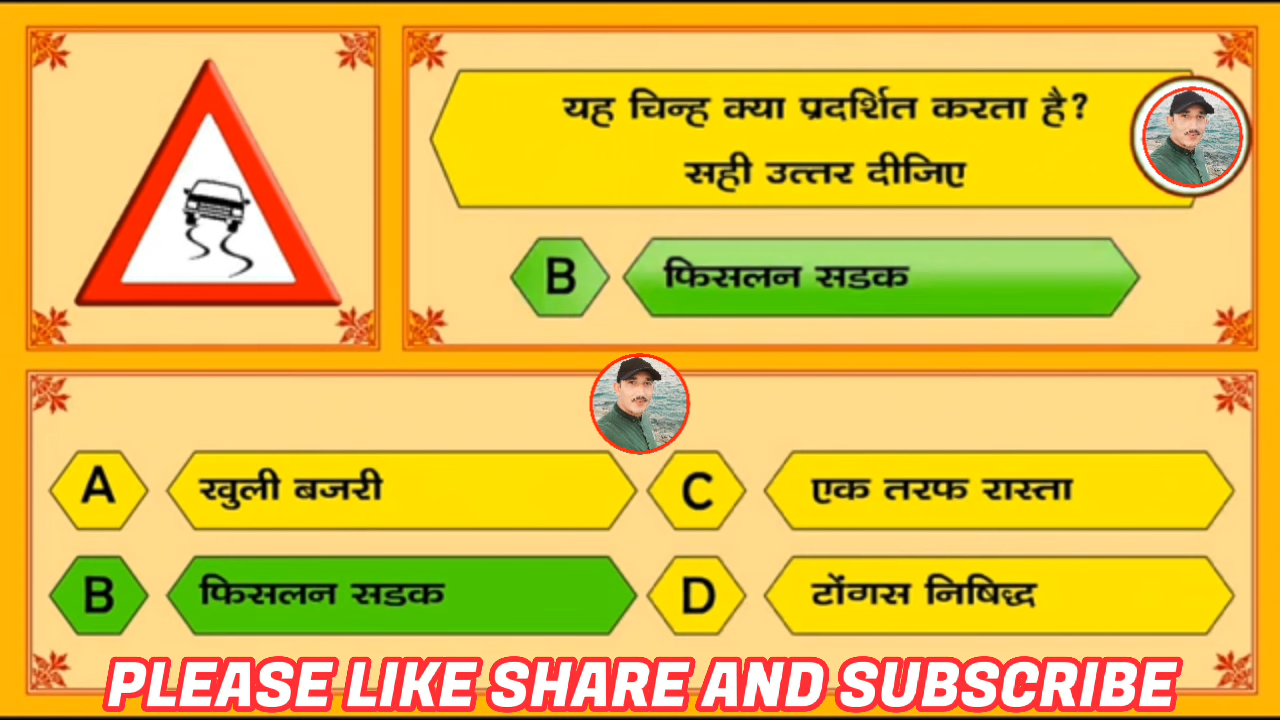 यह चिन्ह क्या प्रदर्शित करता है?
सही उत्तर दीजिए
B फिसलन सडक
A खुली बजरी
C एक तरफ रास्ता
B फिसलन सडक
D टोंगस निषिद्ध
PLEASE LIKE SHARE AND SUBSCRIBE